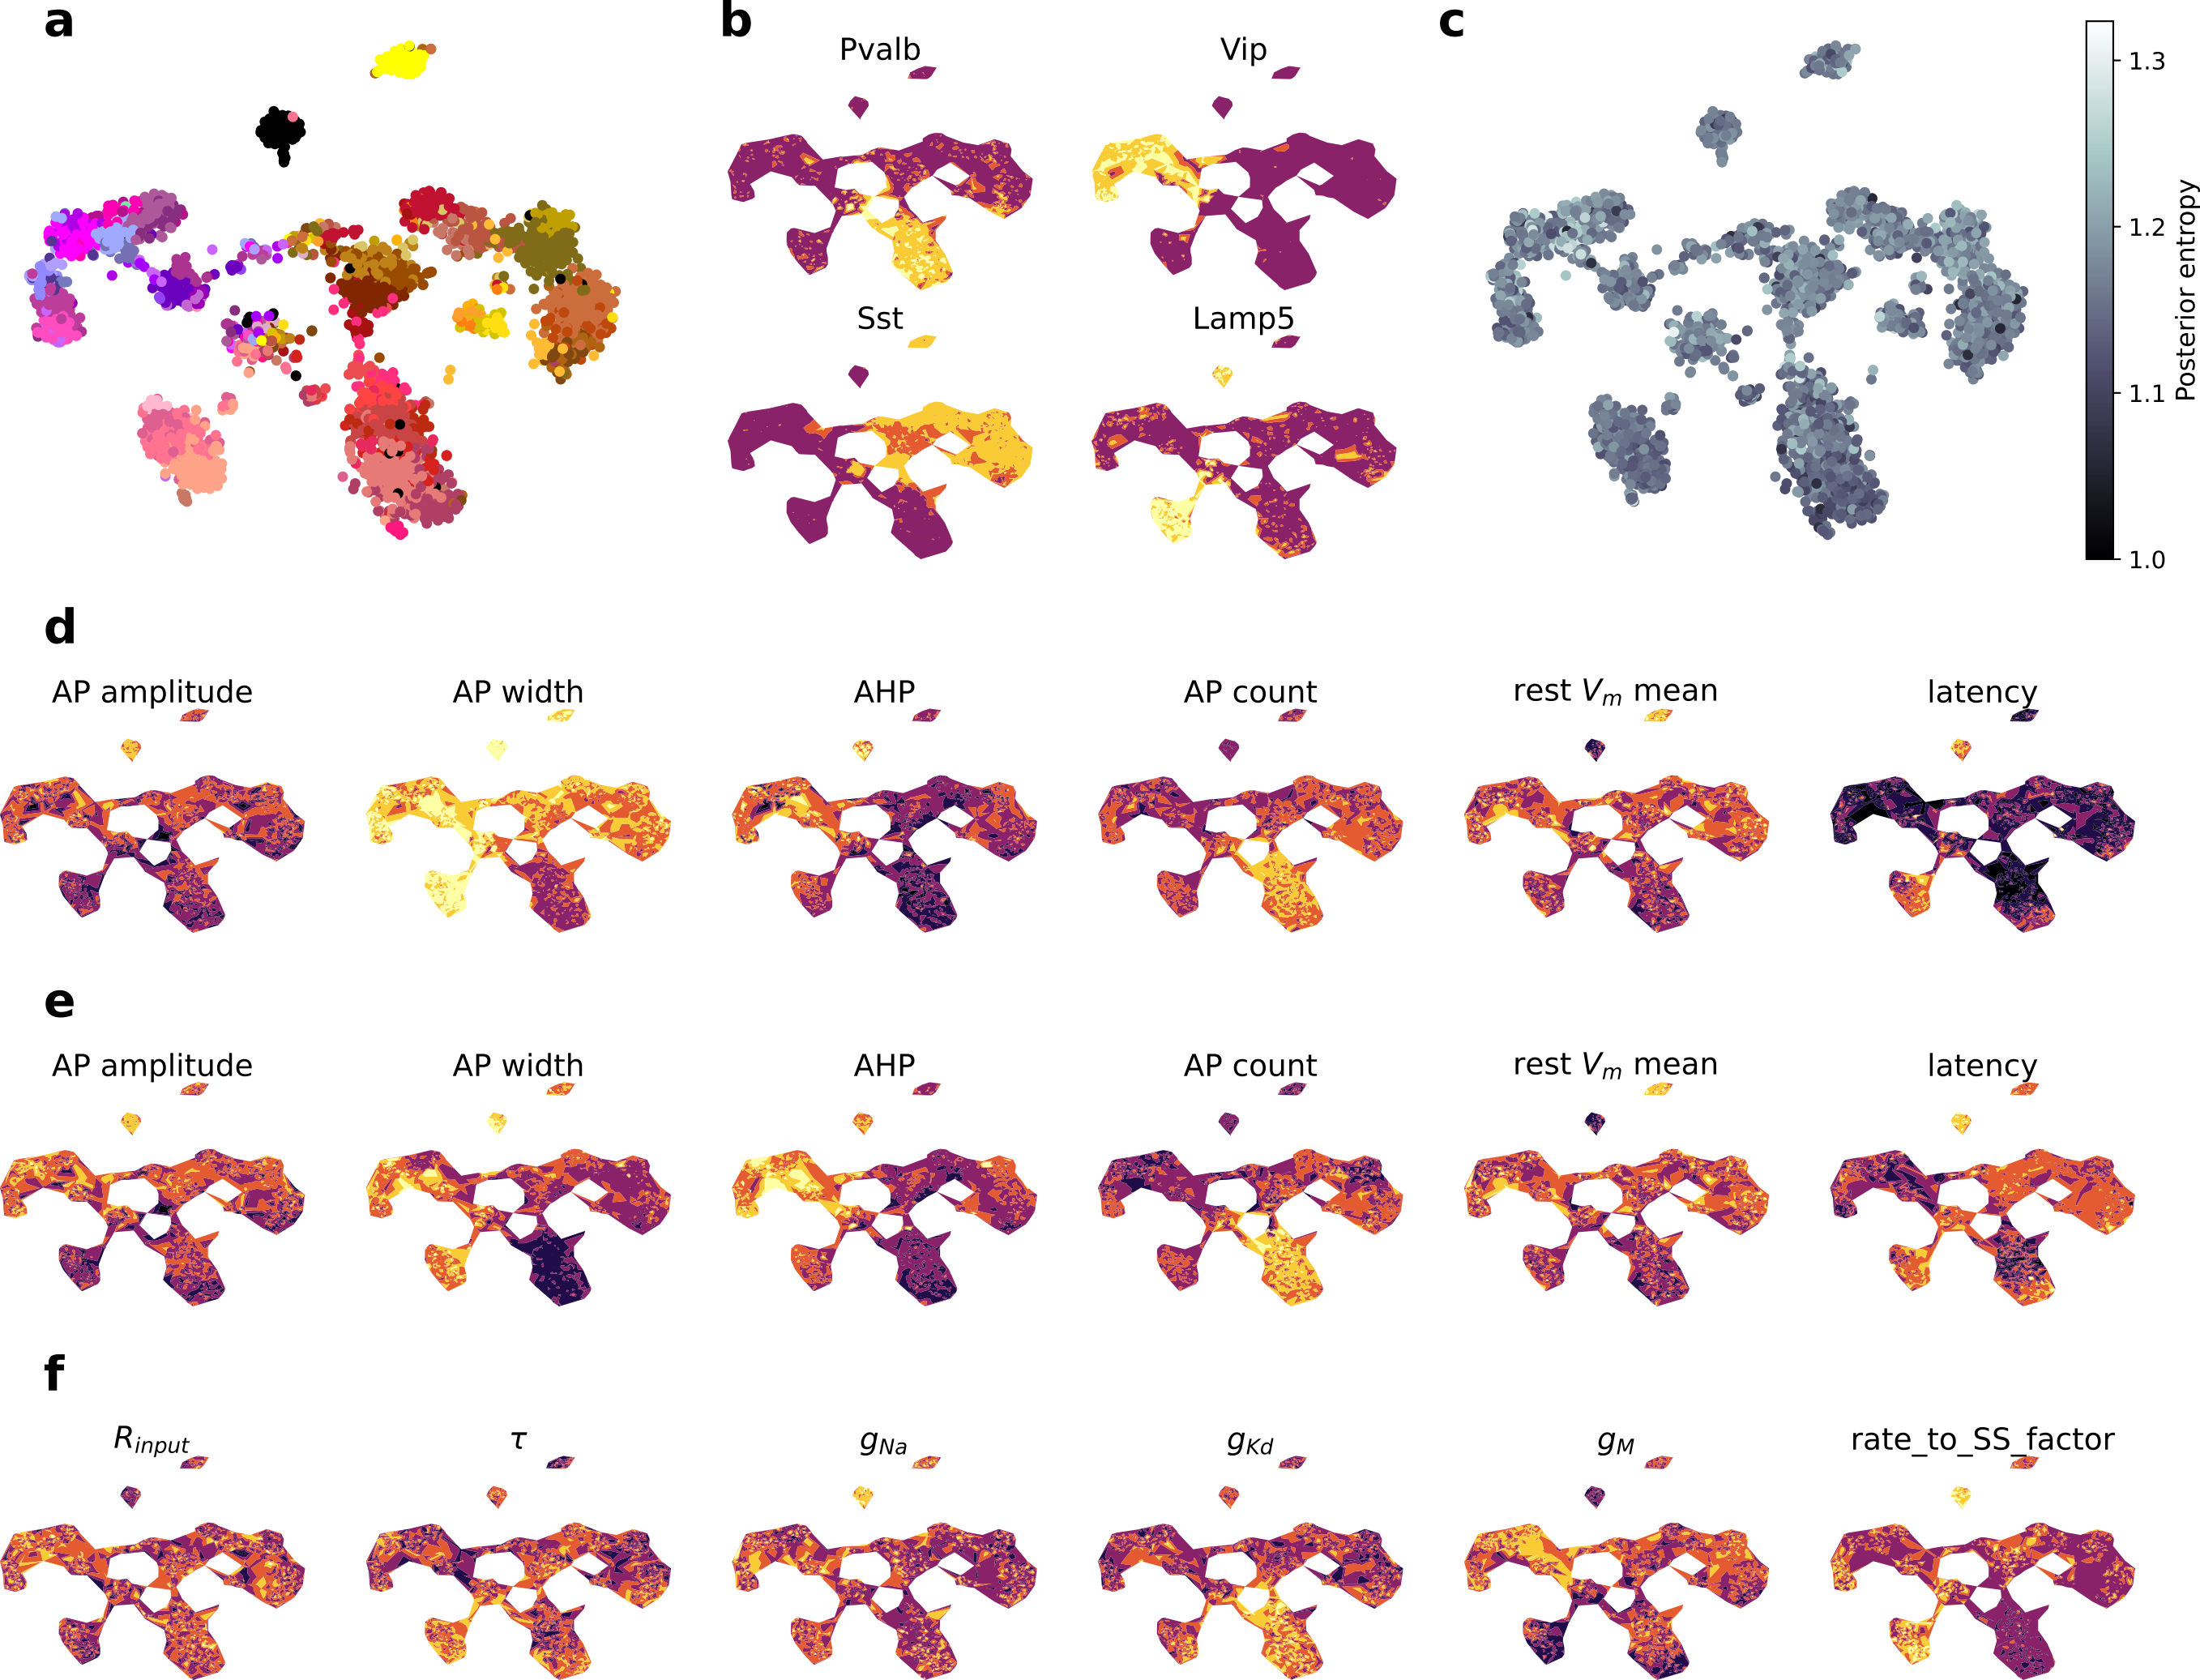 a
b
c
Pvalb
Vip
Sst
Lamp5
1.3
1.2
1.1
1.0
Posterior entropy
d
AP amplitude
AP width
AHP
AP count
rest Vm mean
latency
e
AP amplitude
AP width
AHP
AP count
rest Vm mean
latency
f
Rinput
τ
gNa
gKd
gM
rate_to_SS_factor